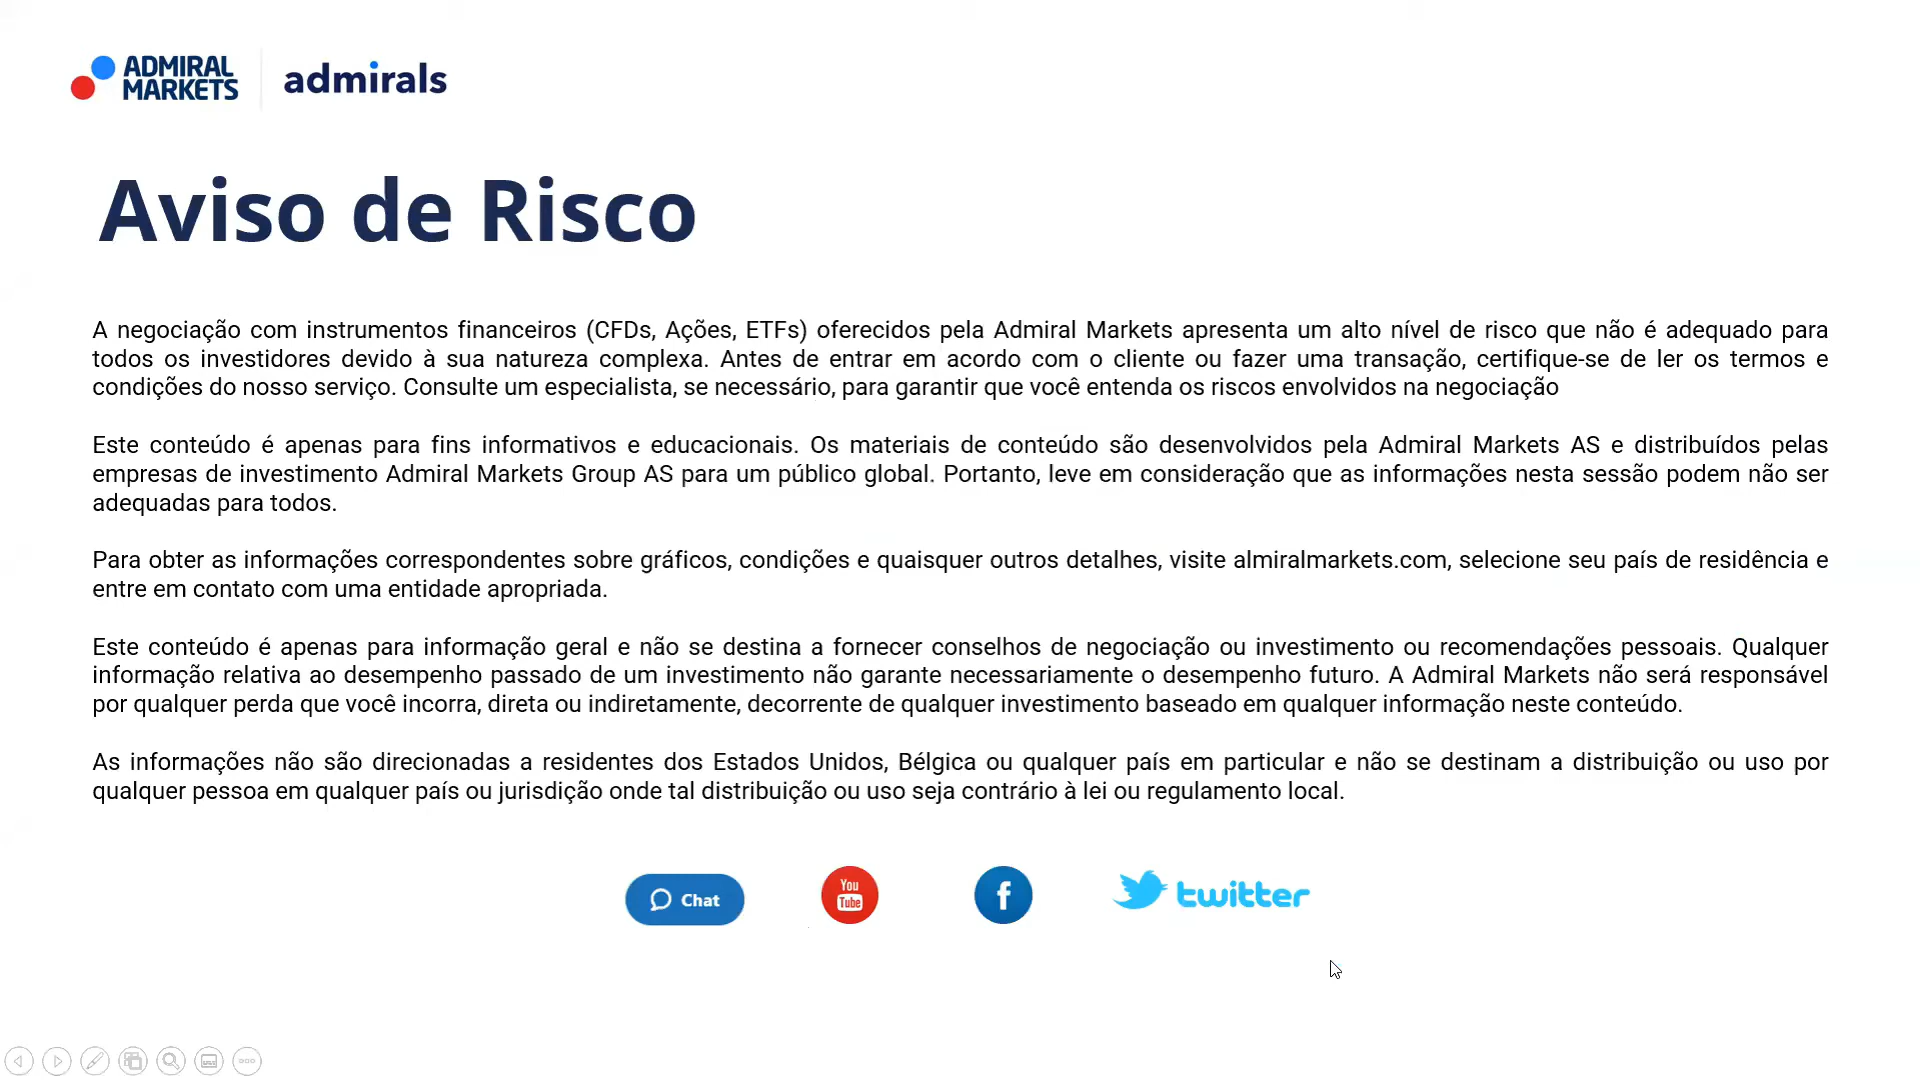 ADMIRAL
MARKETS
admirals
Aviso de Risco
A negociação com instrumentos financeiros (CFDs, Ações, ETFs) oferecidos pela Admiral Markets apresenta um alto nível de risco que não é adequado para
todos os investidores devido à sua natureza complexa. Antes de entrar em acordo com o cliente ou fazer uma transação, certifique-se de ler os termos e
condições do nosso serviço. Consulte um especialista, se necessário, para garantir que você entenda os riscos envolvidos na negociação
Este conteúdo é apenas para fins informativos e educacionais. Os materiais de conteúdo são desenvolvidos pela Admiral Markets AS e distribuídos pelas
empresas de investimento Admiral Markets Group AS para um público global. Portanto, leve em consideração que as informações nesta sessão podem não ser
adequadas para todos.
Para obter as informações correspondentes sobre gráficos, condições e quaisquer outros detalhes, visite almiralmarkets.com, selecione seu país de residência e
entre em contato com uma entidade apropriada.
Este conteúdo é apenas para informação geral e não se destina a fornecer conselhos de negociação ou investimento ou recomendações pessoais. Qualquer
informação relativa ao desempenho passado de um investimento não garante necessariamente o desempenho futuro. A Admiral Markets não será responsável
por qualquer perda que você incorra, direta ou indiretamente, decorrente de qualquer investimento baseado em qualquer informação neste conteúdo.
As informações não são direcionadas a residentes dos Estados Unidos, Bélgica ou qualquer país em particular e não se destinam a distribuição ou uso por
qualquer pessoa em qualquer país ou jurisdição onde tal distribuição ou uso seja contrário à lei ou regulamento local.
Chat
You
Tube
f
twitter